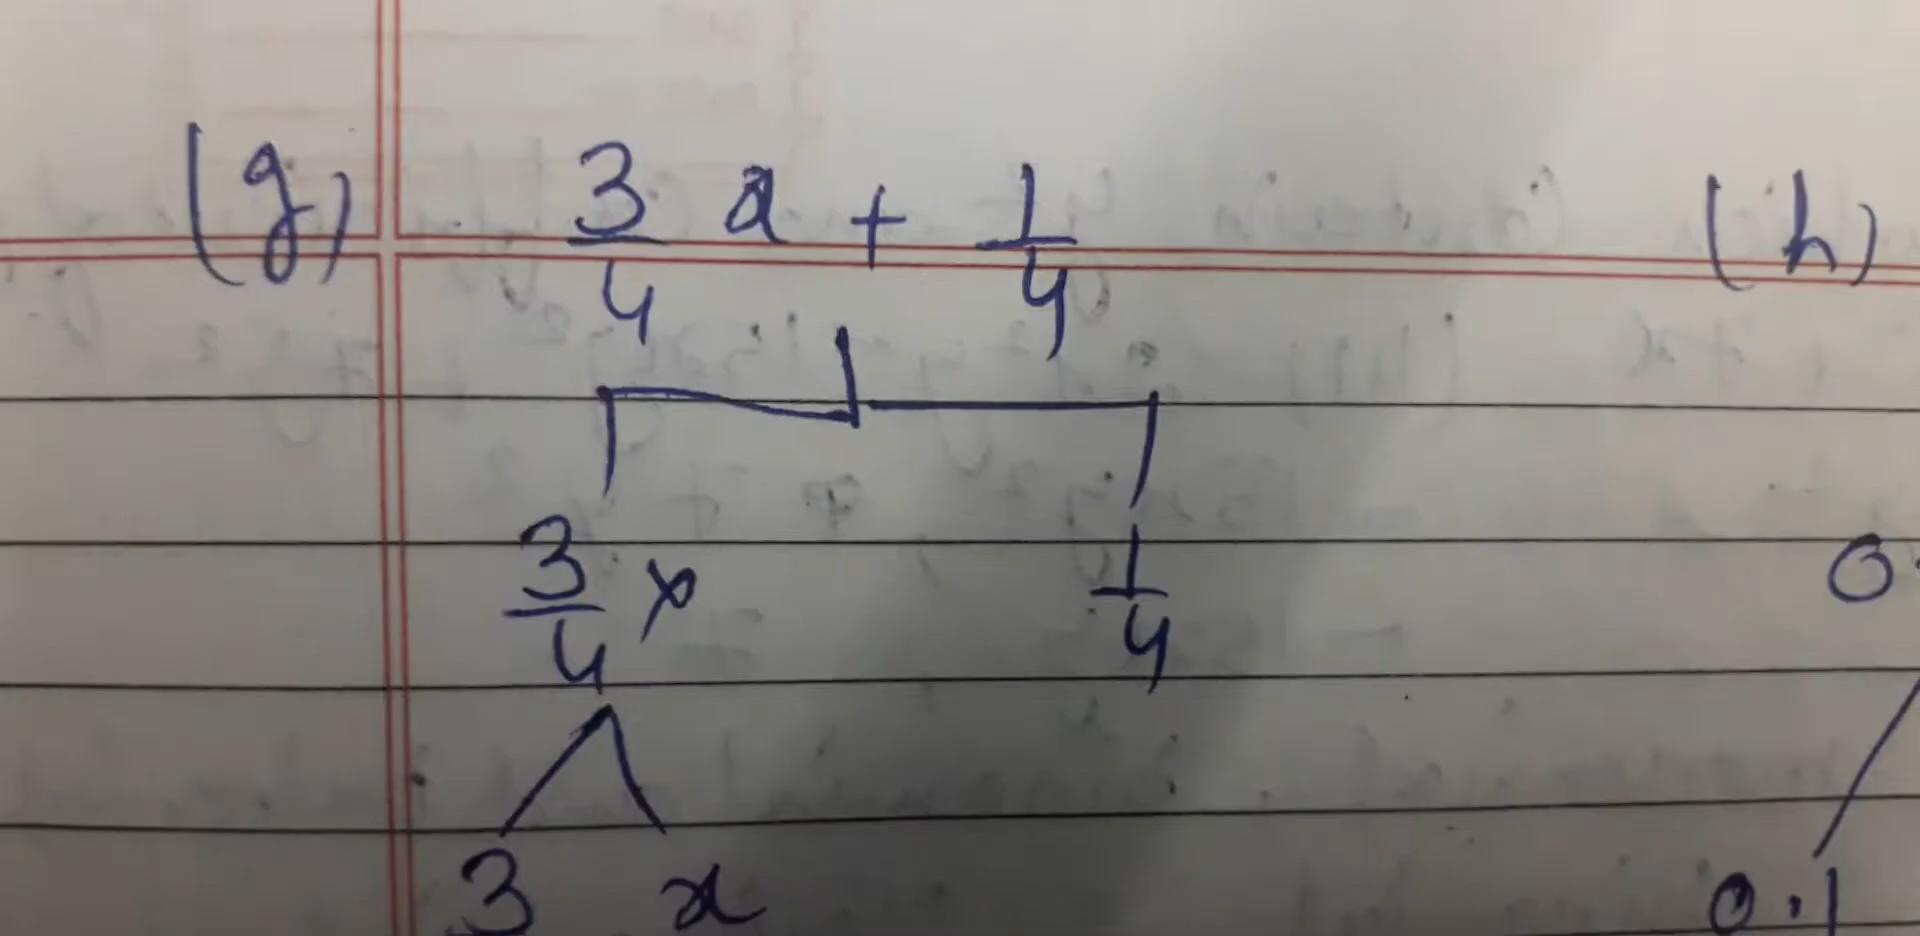 (g) 3/4 x + 1/4 (h)
3/4 x 1/4 0.
3 x 0.1